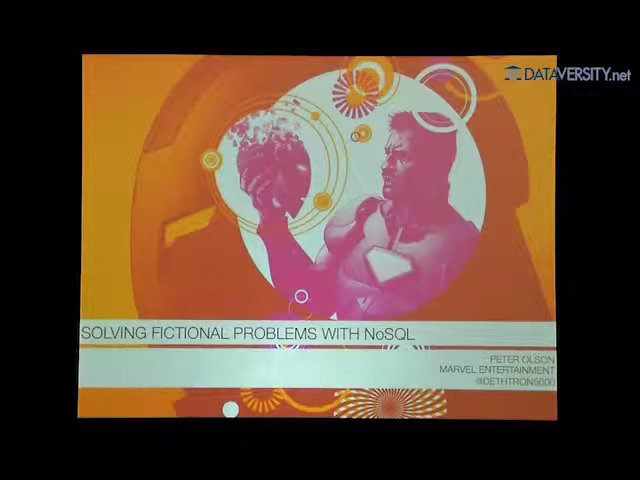 DATAVERSITY.net
SOLVING FICTIONAL PROBLEMS WITH NoSQL
PETER OLSON
MARVEL ENTERTAINMENT
@DETHTRON5000